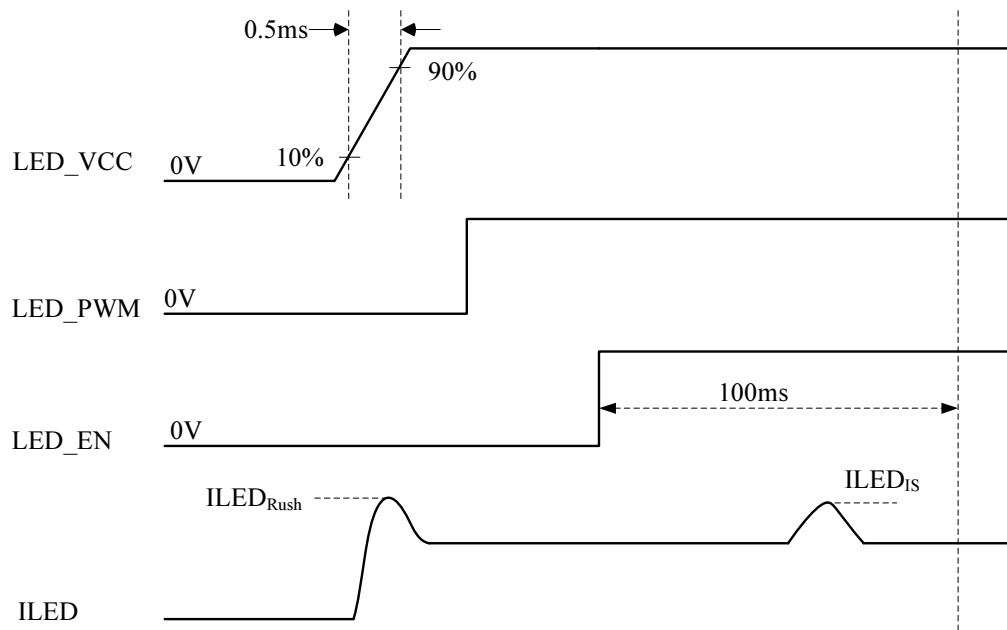 0.5ms
90%
10%
LED_VCC 0V
LED_PWM 0V
100ms
LED_EN 0V
ILED_Rush
ILED_IS
ILED